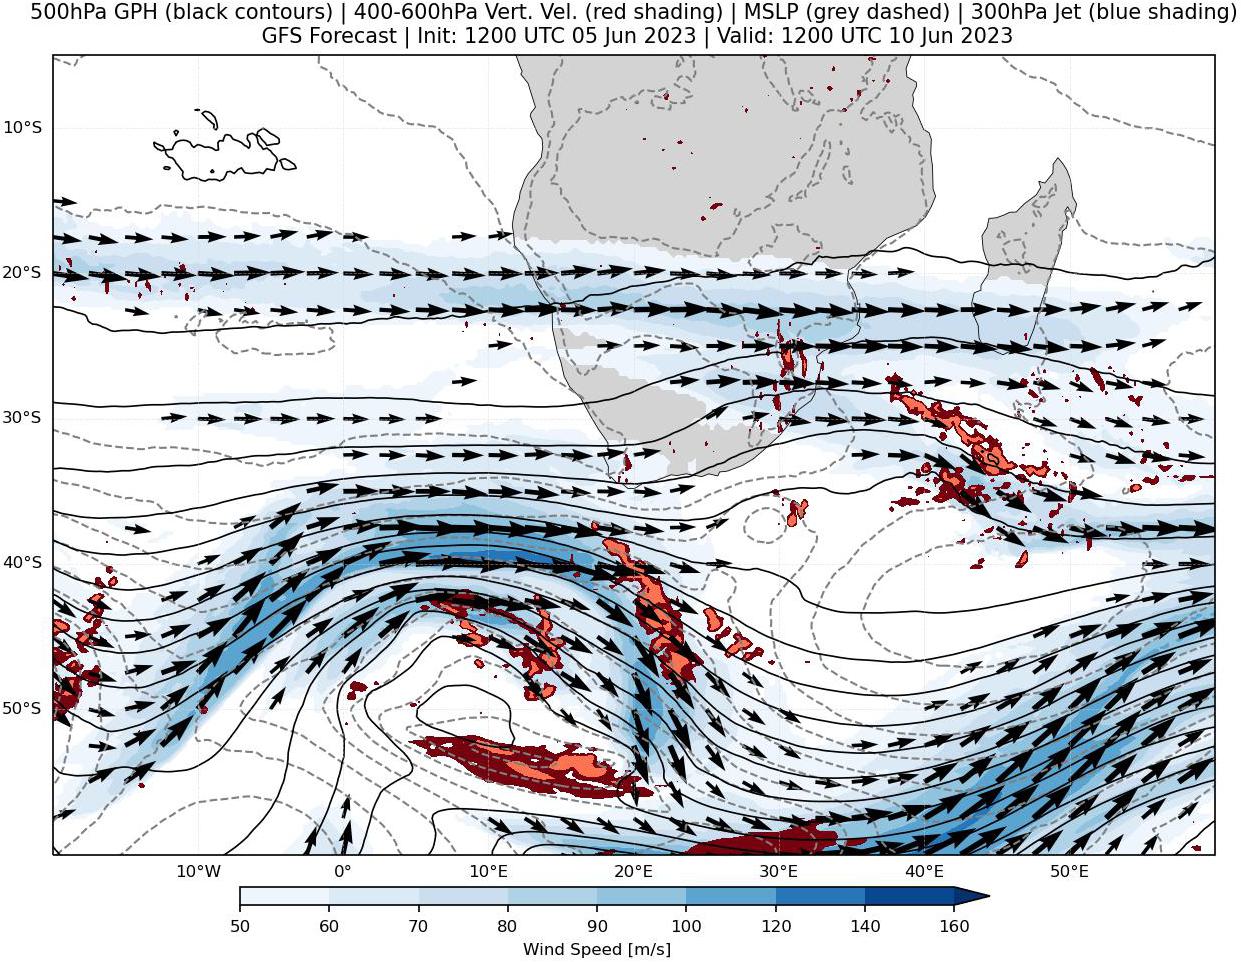 500hPa GPH (black contours) | 400-600hPa Vert. Vel. (red shading) | MSLP (grey dashed) | 300hPa Jet (blue shading)
GFS Forecast | Init: 1200 UTC 05 Jun 2023 | Valid: 1200 UTC 10 Jun 2023
10°S
20°S
30°S
40°S
50°S
10°W 0° 10°E 20°E 30°E 40°E 50°E
50 60 70 80 90 100 120 140 160
Wind Speed [m/s]